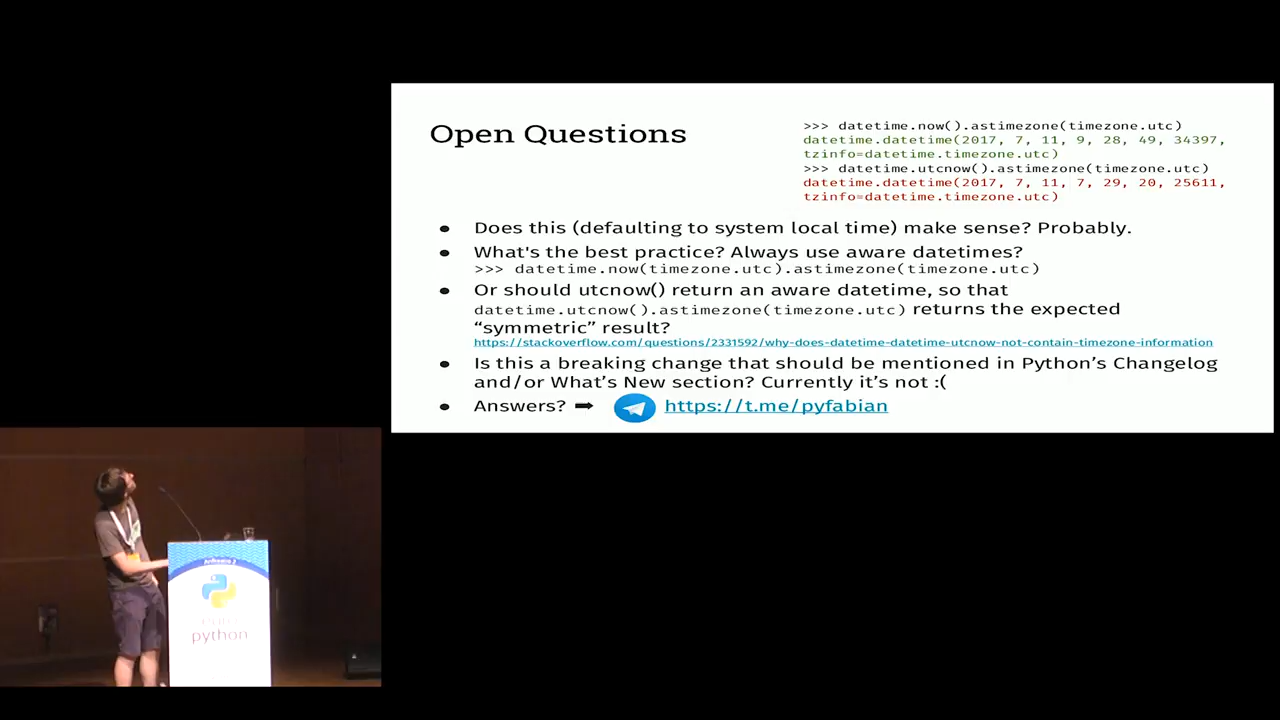 Open Questions
>>> datetime.now().astimezone(timezone.utc)
datetime.datetime(2017, 7, 11, 9, 28, 49, 34397,
tzinfo=datetime.timezone.utc)
>>> datetime.utcnow().astimezone(timezone.utc)
datetime.datetime(2017, 7, 11, 7, 29, 20, 25611,
tzinfo=datetime.timezone.utc)
● Does this (defaulting to system local time) make sense? Probably.
● What's the best practice? Always use aware datetimes?
>>> datetime.now(timezone.utc).astimezone(timezone.utc)
● Or should utcnow() return an aware datetime, so that
datetime.utcnow().astimezone(timezone.utc) returns the expected
“symmetric” result?
https://stackoverflow.com/questions/2331592/why-does-datetime-datetime-utcnow-not-contain-timezone-information
● Is this a breaking change that should be mentioned in Python’s Changelog
and/or What’s New section? Currently it’s not :(
● Answers? ➡ https://t.me/pyfabian
python